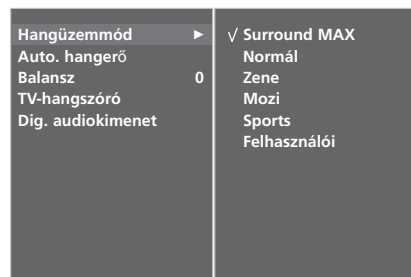 Hangüzemmód ►
Auto. hangerő
Balansz 0
TV-hangszóró
Dig. audiokimenet
√ Surround MAX
Normál
Zene
Mozi
Sports
Felhasználói